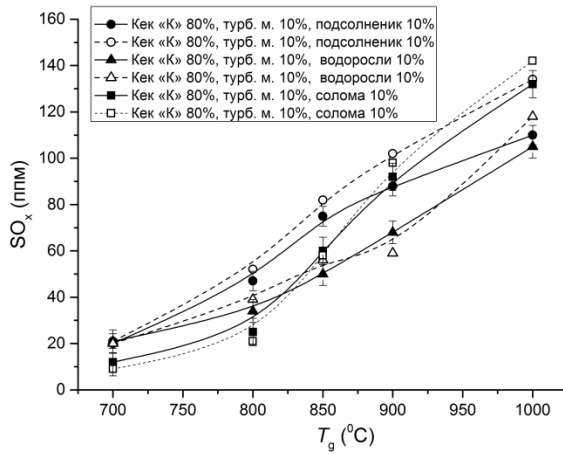 160
140
120
100
80
60
40
20
0
SOx (ппм)
Кек «К» 80%, турб. м. 10%, подсолненик 10%
Кек «К» 80%, турб. м. 10%, подсолненик 10%
Кек «К» 80%, турб. м. 10%,  водоросли 10%
Кек «К» 80%, турб. м. 10%,  водоросли 10%
Кек «К» 80%, турб. м. 10%, солома 10%
Кек «К» 80%, турб. м. 10%, солома 10%
700 750 800 850 900 950 1000
Tg (⁰C)